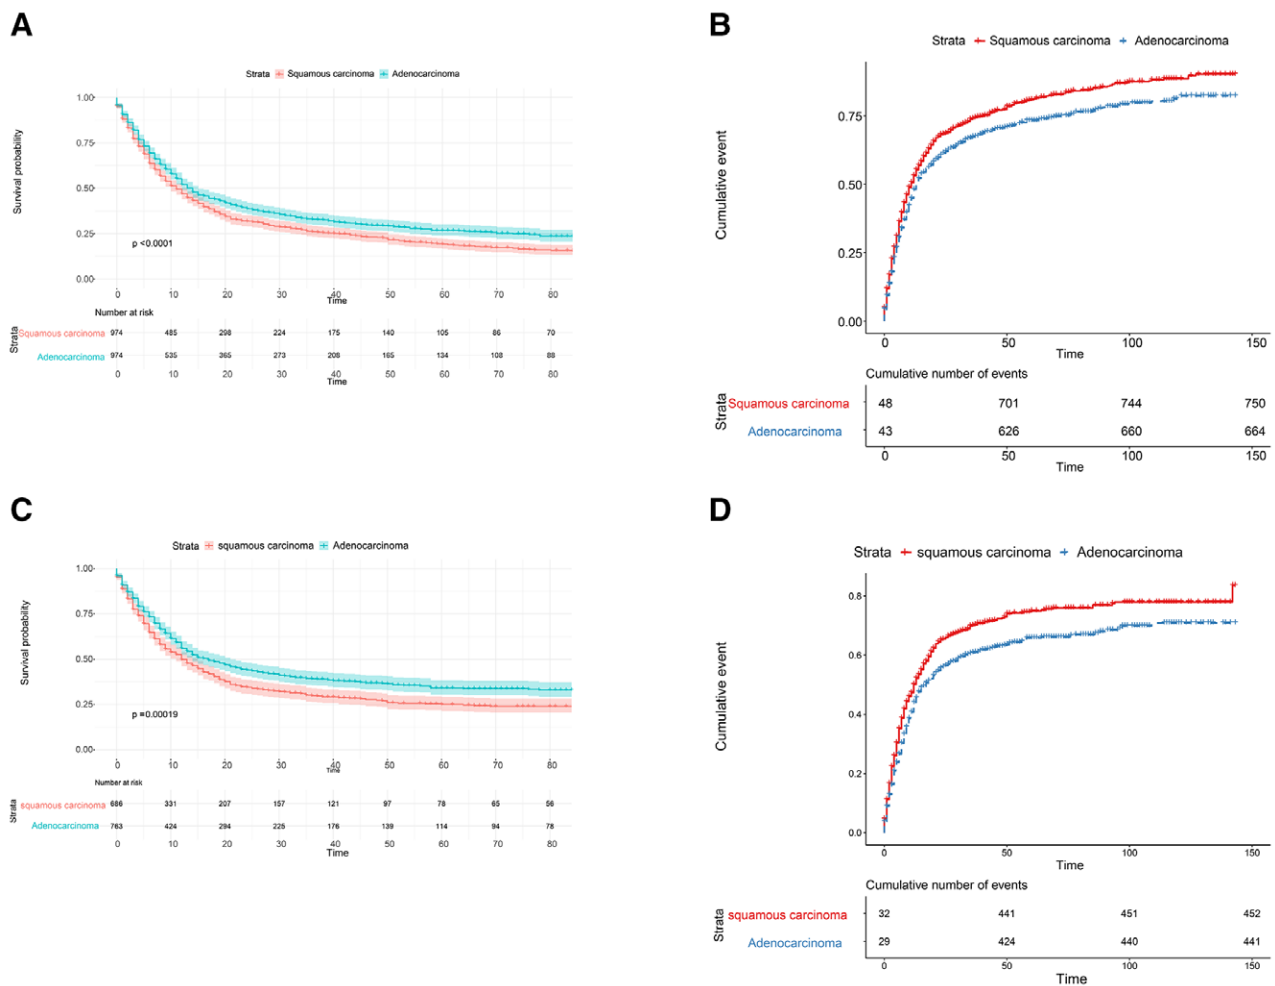 A
Strata Squamous carcinoma Adenocarcinoma
Survival probability
1.00
0.75
0.50
0.25
0.00
p <0.0001
0 10 20 30 40 50 60 70 80
Time
Number at risk
Strata
Squamous carcinoma 974 485 298 224 175 140 105 86 70
Adenocarcinoma 974 535 365 273 208 165 134 108 88
0 10 20 30 40 50 60 70 80
Time
B
Strata Squamous carcinoma Adenocarcinoma
Cumulative event
0.75
0.50
0.25
0.00
0 50 100 150
Time
Cumulative number of events
Strata
Squamous carcinoma 48 701 744 750
Adenocarcinoma 43 626 660 664
0 50 100 150
Time
C
Strata squamous carcinoma Adenocarcinoma
Survival probability
1.00
0.75
0.50
0.25
0.00
p =0.00019
0 10 20 30 40 50 60 70 80
Time
Number at risk
Strata
squamous carcinoma 686 331 207 157 121 97 78 65 56
Adenocarcinoma 763 424 294 225 176 139 114 94 78
0 10 20 30 40 50 60 70 80
Time
D
Strata squamous carcinoma Adenocarcinoma
Cumulative event
0.8
0.6
0.4
0.2
0.0
0 50 100 150
Time
Cumulative number of events
Strata
squamous carcinoma 32 441 451 452
Adenocarcinoma 29 424 440 441
0 50 100 150
Time